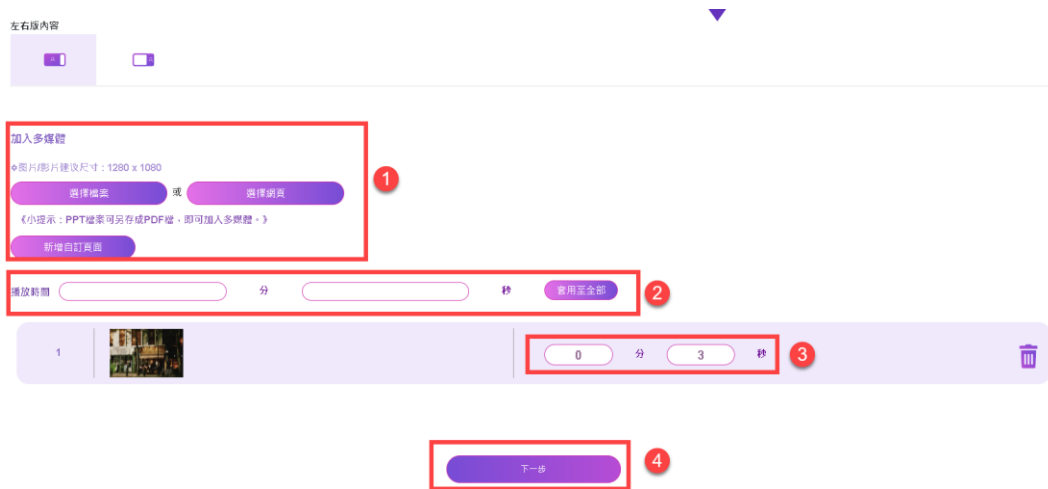 左右版內容
加入多媒體
※图片/影片建议尺寸：1280 x 1080
選擇檔案 或 選擇網頁
1
《小提示：PPT檔案可另存成PDF檔，即可加入多媒體。》
新增自訂頁面
播放時間 分 秒 套用至全部 2
1 0 分 3 秒 3
下一步 4